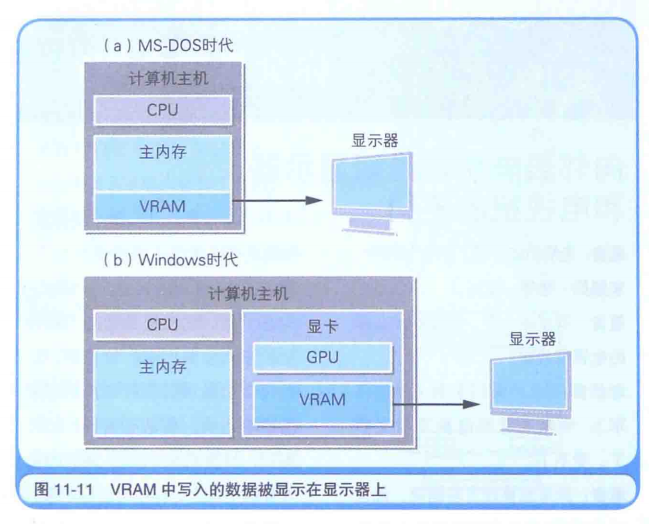 （a）MS-DOS时代
计算机主机
CPU
主内存
VRAM
显示器
（b）Windows时代
计算机主机
CPU
主内存
显卡
GPU
VRAM
显示器
图 11-11 VRAM 中写入的数据被显示在显示器上